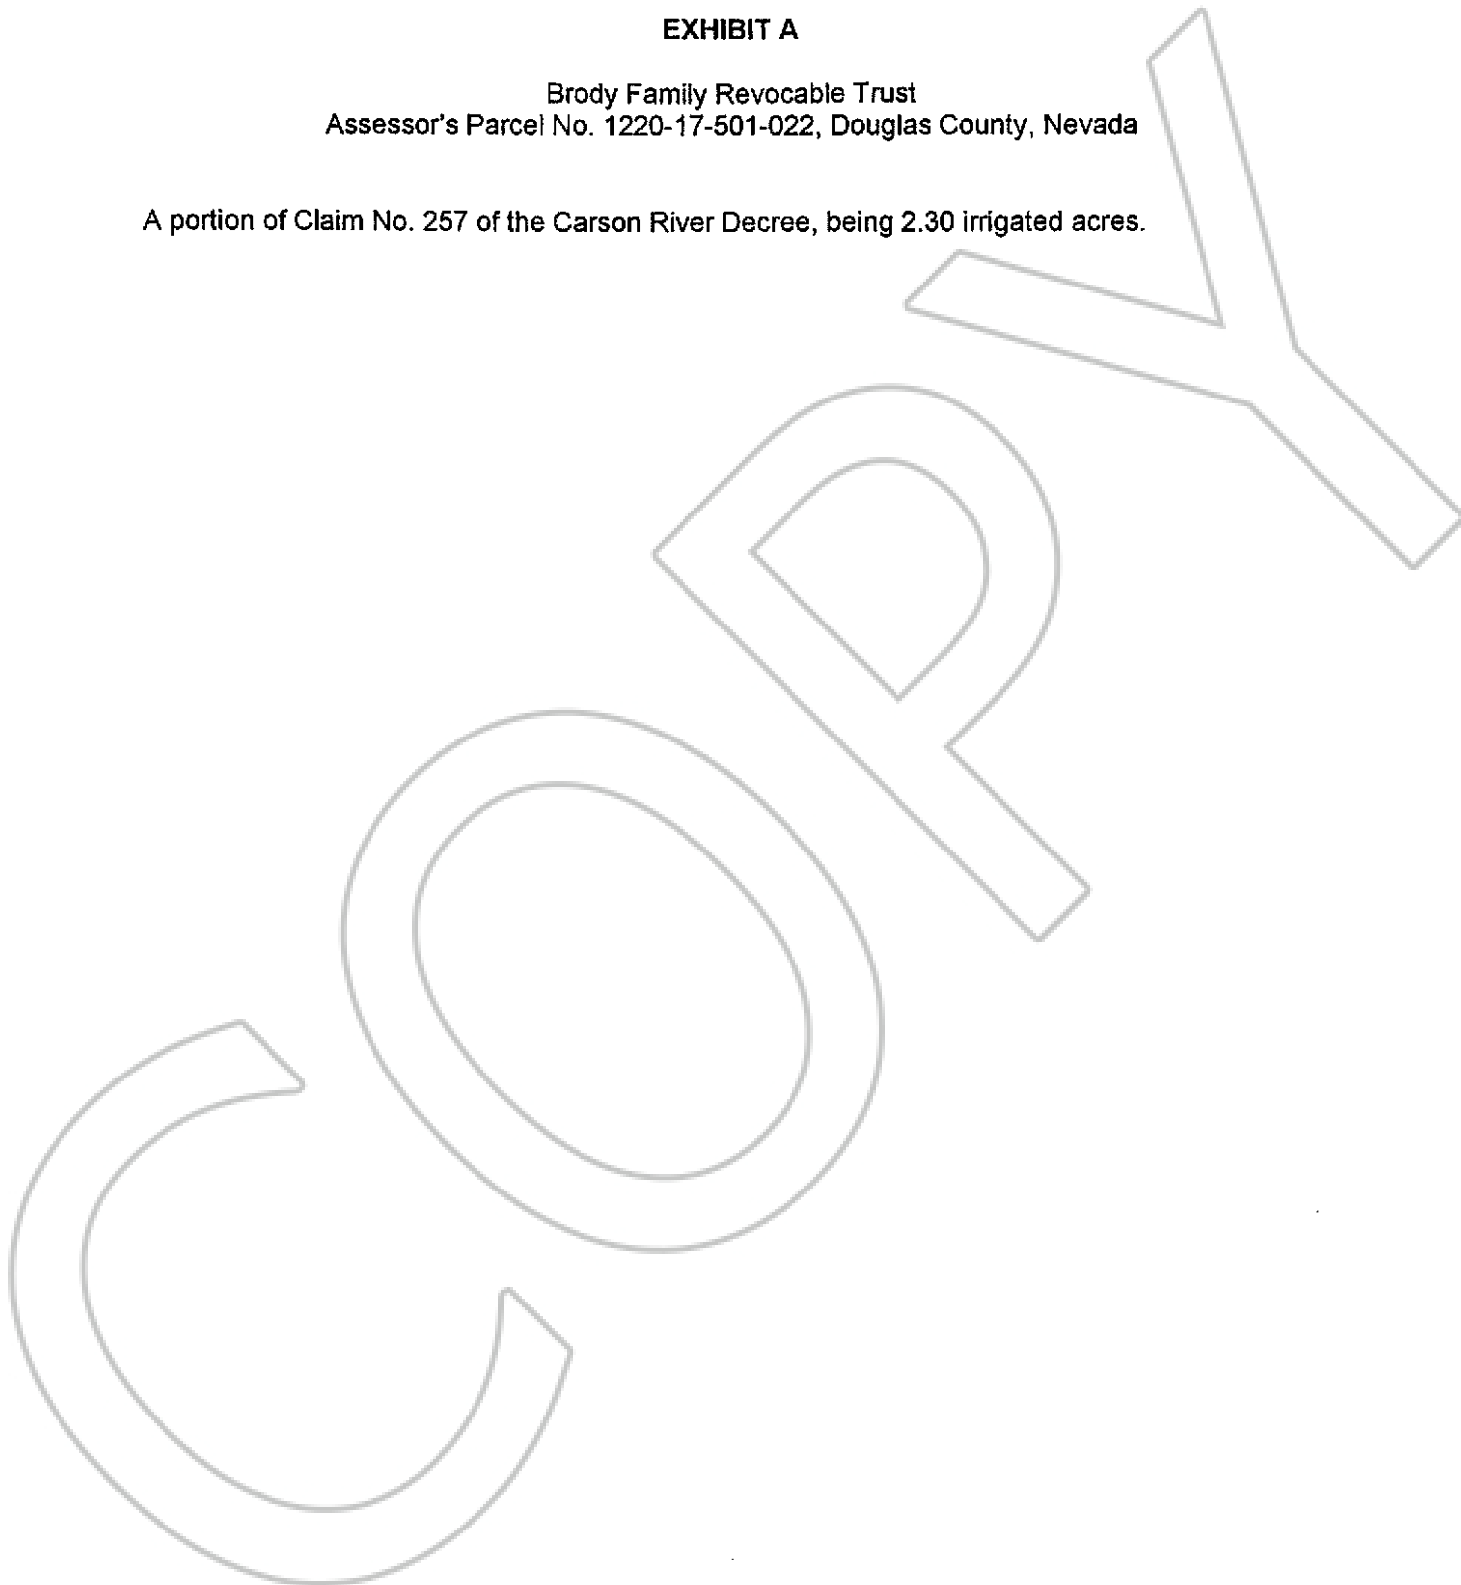 EXHIBIT A
Brody Family Revocable Trust
Assessor's Parcel No. 1220-17-501-022, Douglas County, Nevada
A portion of Claim No. 257 of the Carson River Decree, being 2.30 irrigated acres.
COPY